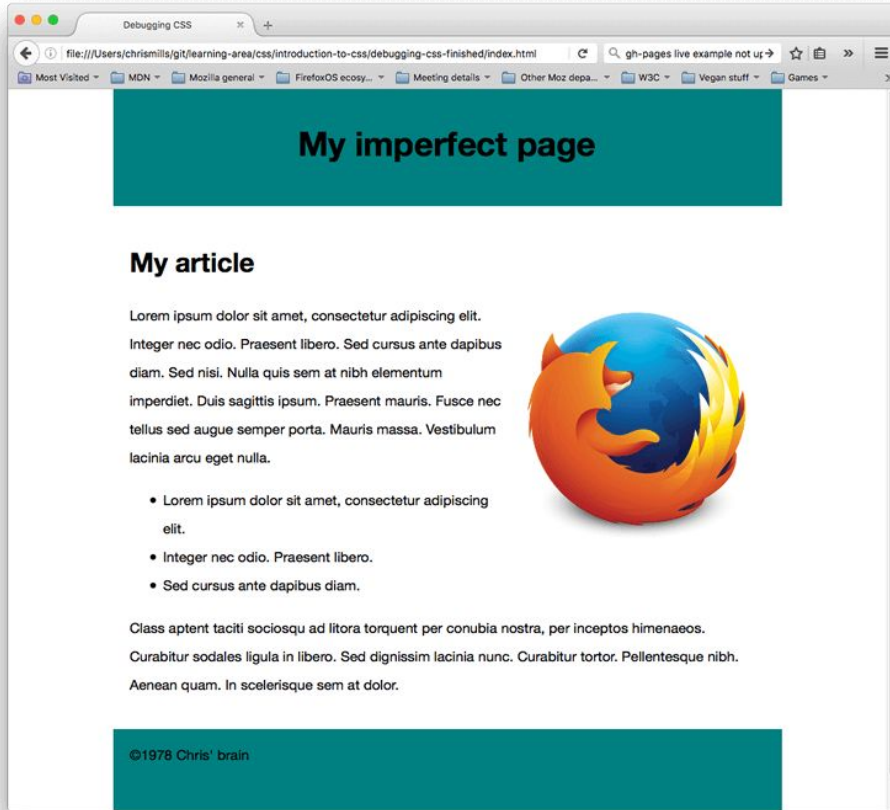 Debugging CSS
file:///Users/chrismills/git/learning-area/css/introduction-to-css/debugging-css-finished/index.html
gh-pages live example not up
Most Visited MDN Mozilla general FirefoxOS ecosy... Meeting details Other Moz depa... W3C Vegan stuff Games
My imperfect page
My article
Lorem ipsum dolor sit amet, consectetur adipiscing elit.
Integer nec odio. Praesent libero. Sed cursus ante dapibus
diam. Sed nisi. Nulla quis sem at nibh elementum
imperdiet. Duis sagittis ipsum. Praesent mauris. Fusce nec
tellus sed augue semper porta. Mauris massa. Vestibulum
lacinia arcu eget nulla.
• Lorem ipsum dolor sit amet, consectetur adipiscing
elit.
• Integer nec odio. Praesent libero.
• Sed cursus ante dapibus diam.
Class aptent taciti sociosqu ad litora torquent per conubia nostra, per inceptos himenaeos.
Curabitur sodales ligula in libero. Sed dignissim lacinia nunc. Curabitur tortor. Pellentesque nibh.
Aenean quam. In scelerisque sem at dolor.
©1978 Chris' brain